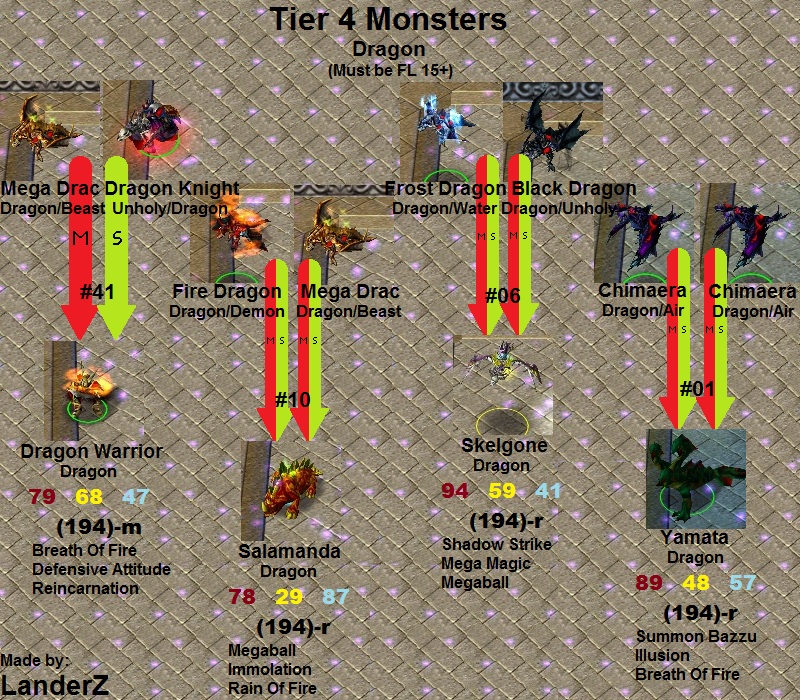 Tier 4 Monsters
Dragon
(Must be FL 15+)
Mega Drac Dragon Knight
Dragon/Beast Unholy/Dragon
M S
#41
Dragon Warrior
Dragon
79 68 47
(194)-m
Breath Of Fire
Defensive Attitude
Reincarnation
Fire Dragon Mega Drac
Dragon/Demon Dragon/Beast
M S M S
#10
Salamanda
Dragon
78 29 87
(194)-r
Megaball
Immolation
Rain Of Fire
Frost Dragon Black Dragon
Dragon/Water Dragon/Unholy
M S M S
#06
Skelgone
Dragon
94 59 41
(194)-r
Shadow Strike
Mega Magic
Megaball
Chimaera Chimaera
Dragon/Air Dragon/Air
M S M S
#01
Yamata
Dragon
89 48 57
(194)-r
Summon Bazzu
Illusion
Breath Of Fire
Made by:
LanderZ